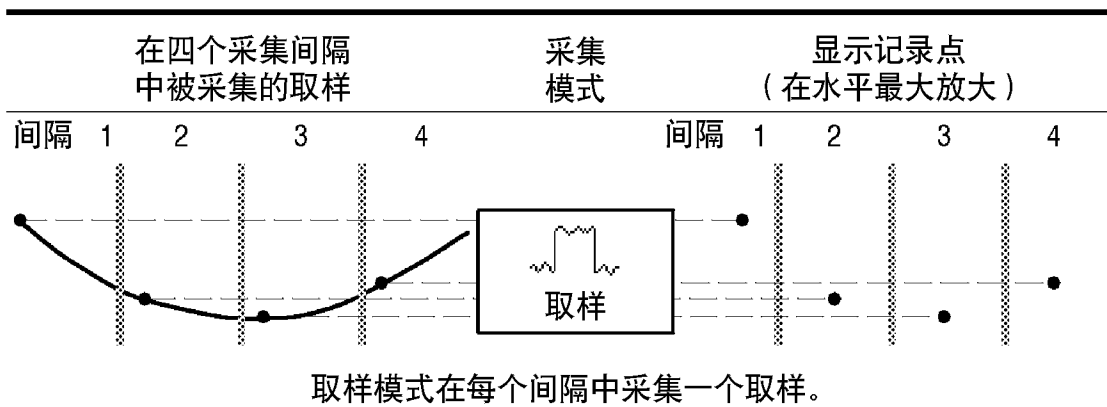 在四个采集间隔
中被采集的取样
采集
模式
显示记录点
（在水平最大放大）
间隔 1 2 3 4
间隔 1 2 3 4
取样
取样模式在每个间隔中采集一个取样。